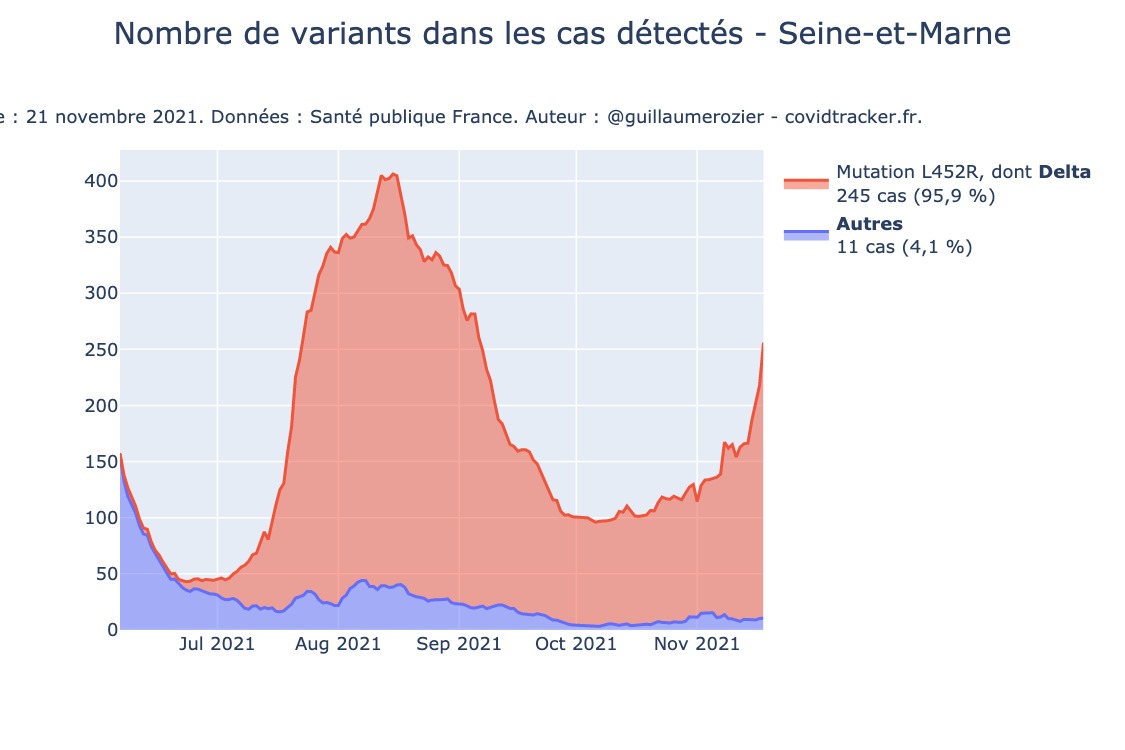 Nombre de variants dans les cas détectés - Seine-et-Marne
: 21 novembre 2021. Données : Santé publique France. Auteur : @guillaumerozier - covidtracker.fr.
Mutation L452R, dont Delta
245 cas (95,9 %)
Autres
11 cas (4,1 %)
400
350
300
250
200
150
100
50
0
Jul 2021 Aug 2021 Sep 2021 Oct 2021 Nov 2021